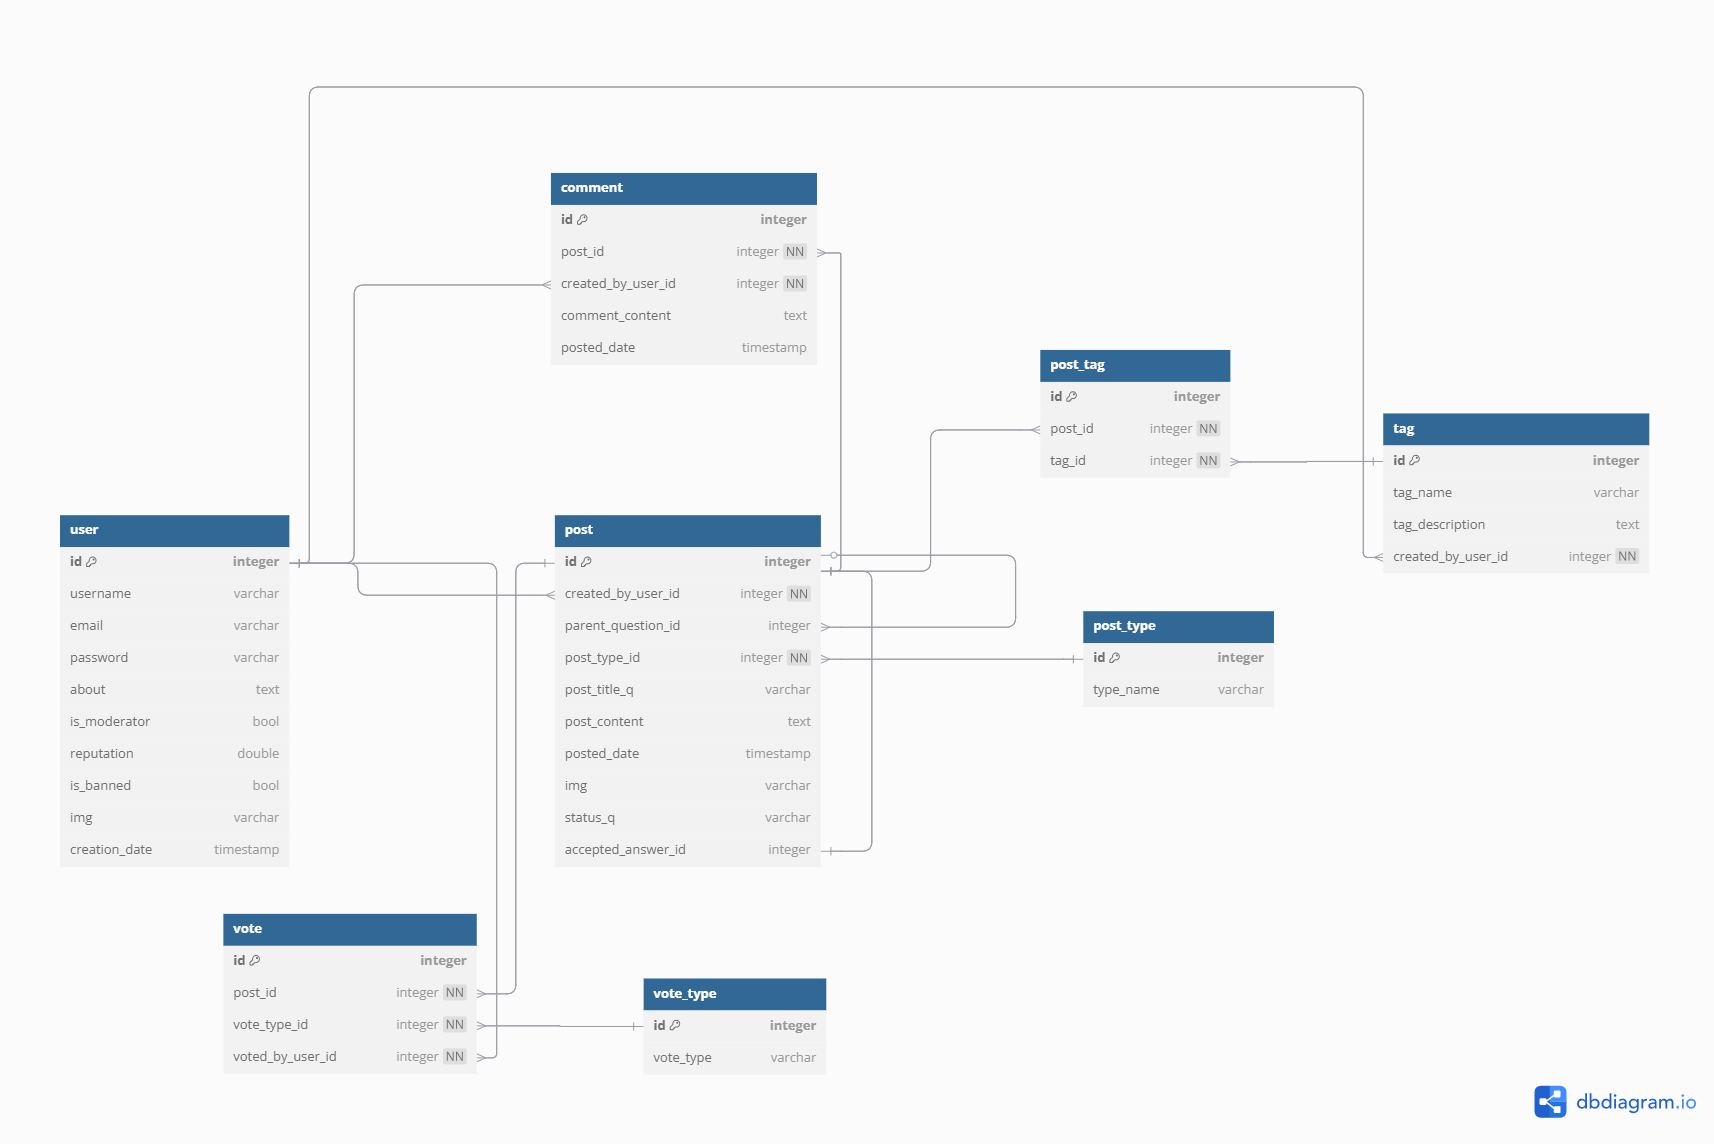 comment
id integer
post_id integer NN
created_by_user_id integer NN
comment_content text
posted_date timestamp
post_tag
id integer
post_id integer NN
tag_id integer NN
tag
id integer
tag_name varchar
tag_description text
created_by_user_id integer NN
user
id integer
username varchar
email varchar
password varchar
about text
is_moderator bool
reputation double
is_banned bool
img varchar
creation_date timestamp
post
id integer
created_by_user_id integer NN
parent_question_id integer
post_type_id integer NN
post_title_q varchar
post_content text
posted_date timestamp
img varchar
status_q varchar
accepted_answer_id integer
post_type
id integer
type_name varchar
vote
id integer
post_id integer NN
vote_type_id integer NN
voted_by_user_id integer NN
vote_type
id integer
vote_type varchar
dbdiagram.io